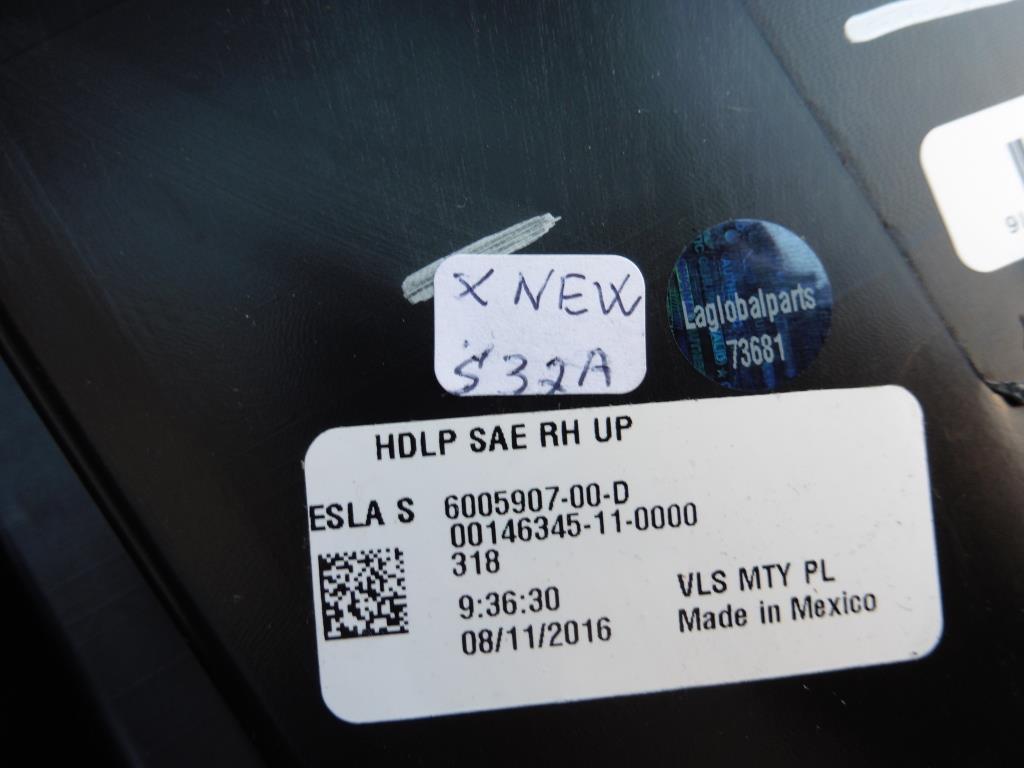 X NEW
S32A
Laglobalparts
73681
HDLP SAE RH UP
ESLA S
6005907-00-D
00146345-11-0000
318
9:36:30
08/11/2016
VLS MTY PL
Made in Mexico